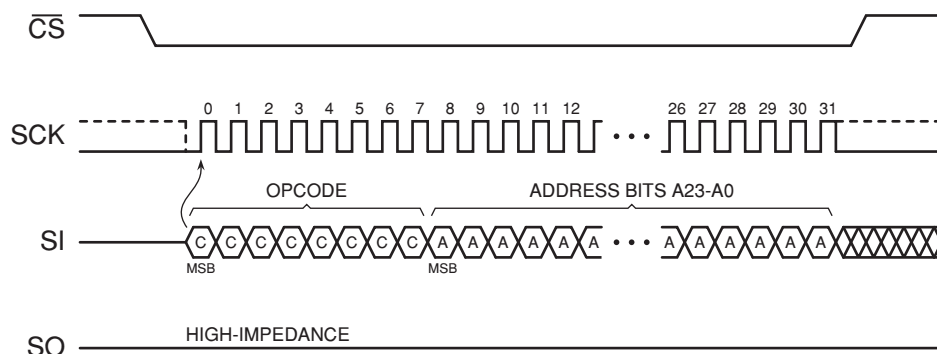 CS
0 1 2 3 4 5 6 7 8 9 10 11 12 26 27 28 29 30 31
SCK
OPCODE ADDRESS BITS A23-A0
SI C C C C C C C C A A A A A A A A A A A A
MSB MSB
HIGH-IMPEDANCE
SO